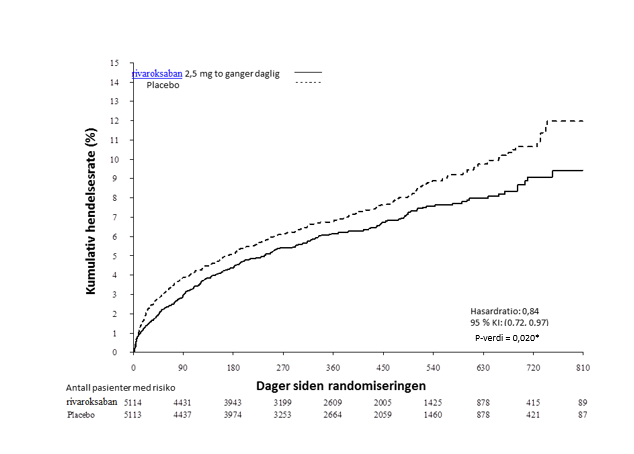 15
rivaroksaban 2,5 mg to ganger daglig
14
Placebo
13
12
11
10
9
8
7
6
5
4
3
2
1
0
Kumulativ hendelsesrate (%)
Hasardratio: 0,84
95 % KI: (0.72, 0.97)
P-verdi = 0,020*
0 90 180 270 360 450 540 630 720 810
Dager siden randomiseringen
Antall pasienter med risiko
rivaroksaban 5114 4431 3943 3199 2609 2005 1425 878 415 89
Placebo 5113 4437 3974 3253 2664 2059 1460 878 421 87